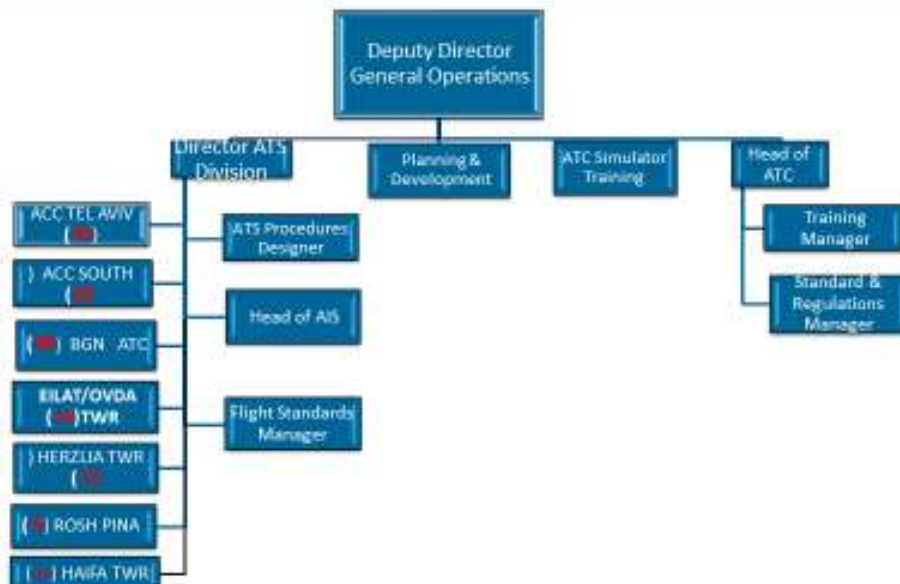 Deputy Director
General Operations
Director ATS
Division
Planning &
Development
ATC Simulator
Training
Head of
ATC
ACC TEL AVIV
( )
) ACC SOUTH
(
( ) BGN ATC
EILAT/OVDA
( )TWR
) HERZLIA TWR
(
( ) ROSH PINA
( ) HAIFA TWR
ATS Procedures
Designer
Head of AIS
Flight Standards
Manager
Training
Manager
Standard &
Regulations
Manager